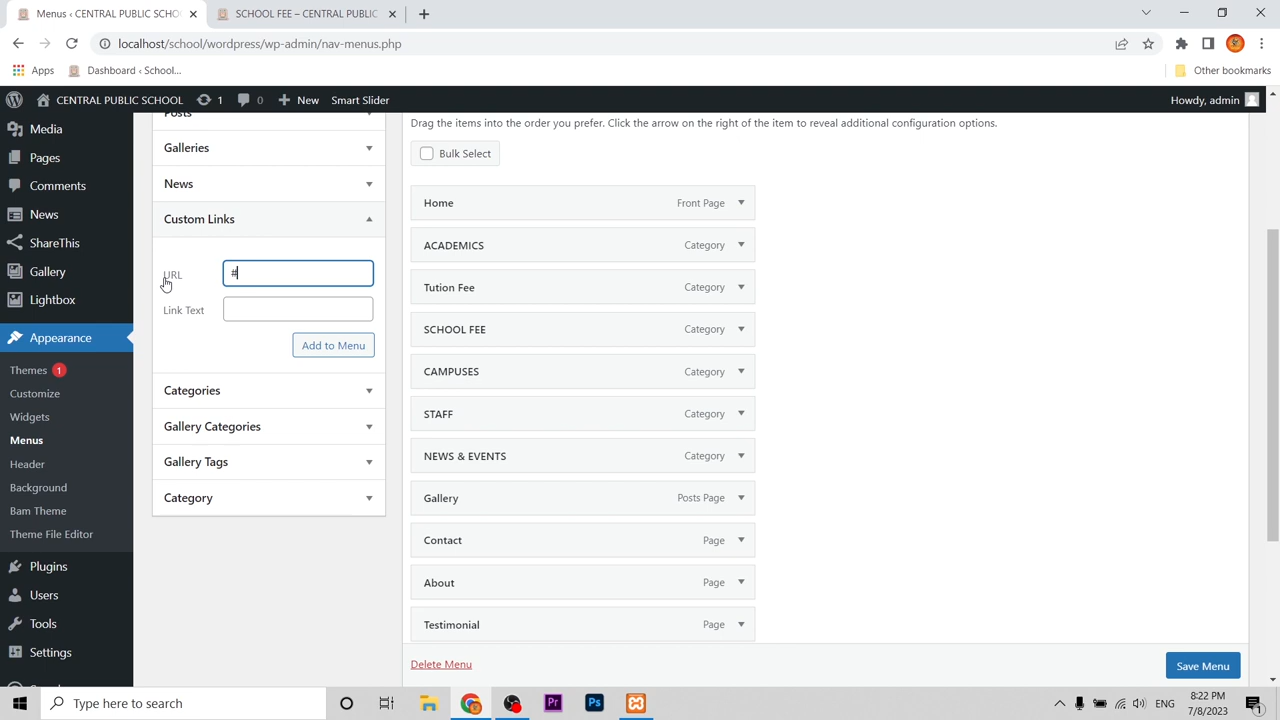 Menus ‹ CENTRAL PUBLIC SCHOO
SCHOOL FEE – CENTRAL PUBLIC
localhost/school/wordpress/wp-admin/nav-menus.php
Apps
Dashboard ‹ School...
Other bookmarks
CENTRAL PUBLIC SCHOOL
1
0
New
Smart Slider
Howdy, admin
Media
Pages
Comments
News
ShareThis
Gallery
Lightbox
Appearance
Themes 1
Customize
Widgets
Menus
Header
Background
Bam Theme
Theme File Editor
Plugins
Users
Tools
Settings
Posts
Galleries
News
Custom Links
URL
#
Link Text
Add to Menu
Categories
Gallery Categories
Gallery Tags
Category
Drag the items into the order you prefer. Click the arrow on the right of the item to reveal additional configuration options.
Bulk Select
Home Front Page
ACADEMICS Category
Tution Fee Category
SCHOOL FEE Category
CAMPUSES Category
STAFF Category
NEWS & EVENTS Category
Gallery Posts Page
Contact Page
About Page
Testimonial Page
Delete Menu
Save Menu
Type here to search
Pr
Ps
ENG
8:22 PM
7/8/2023
1